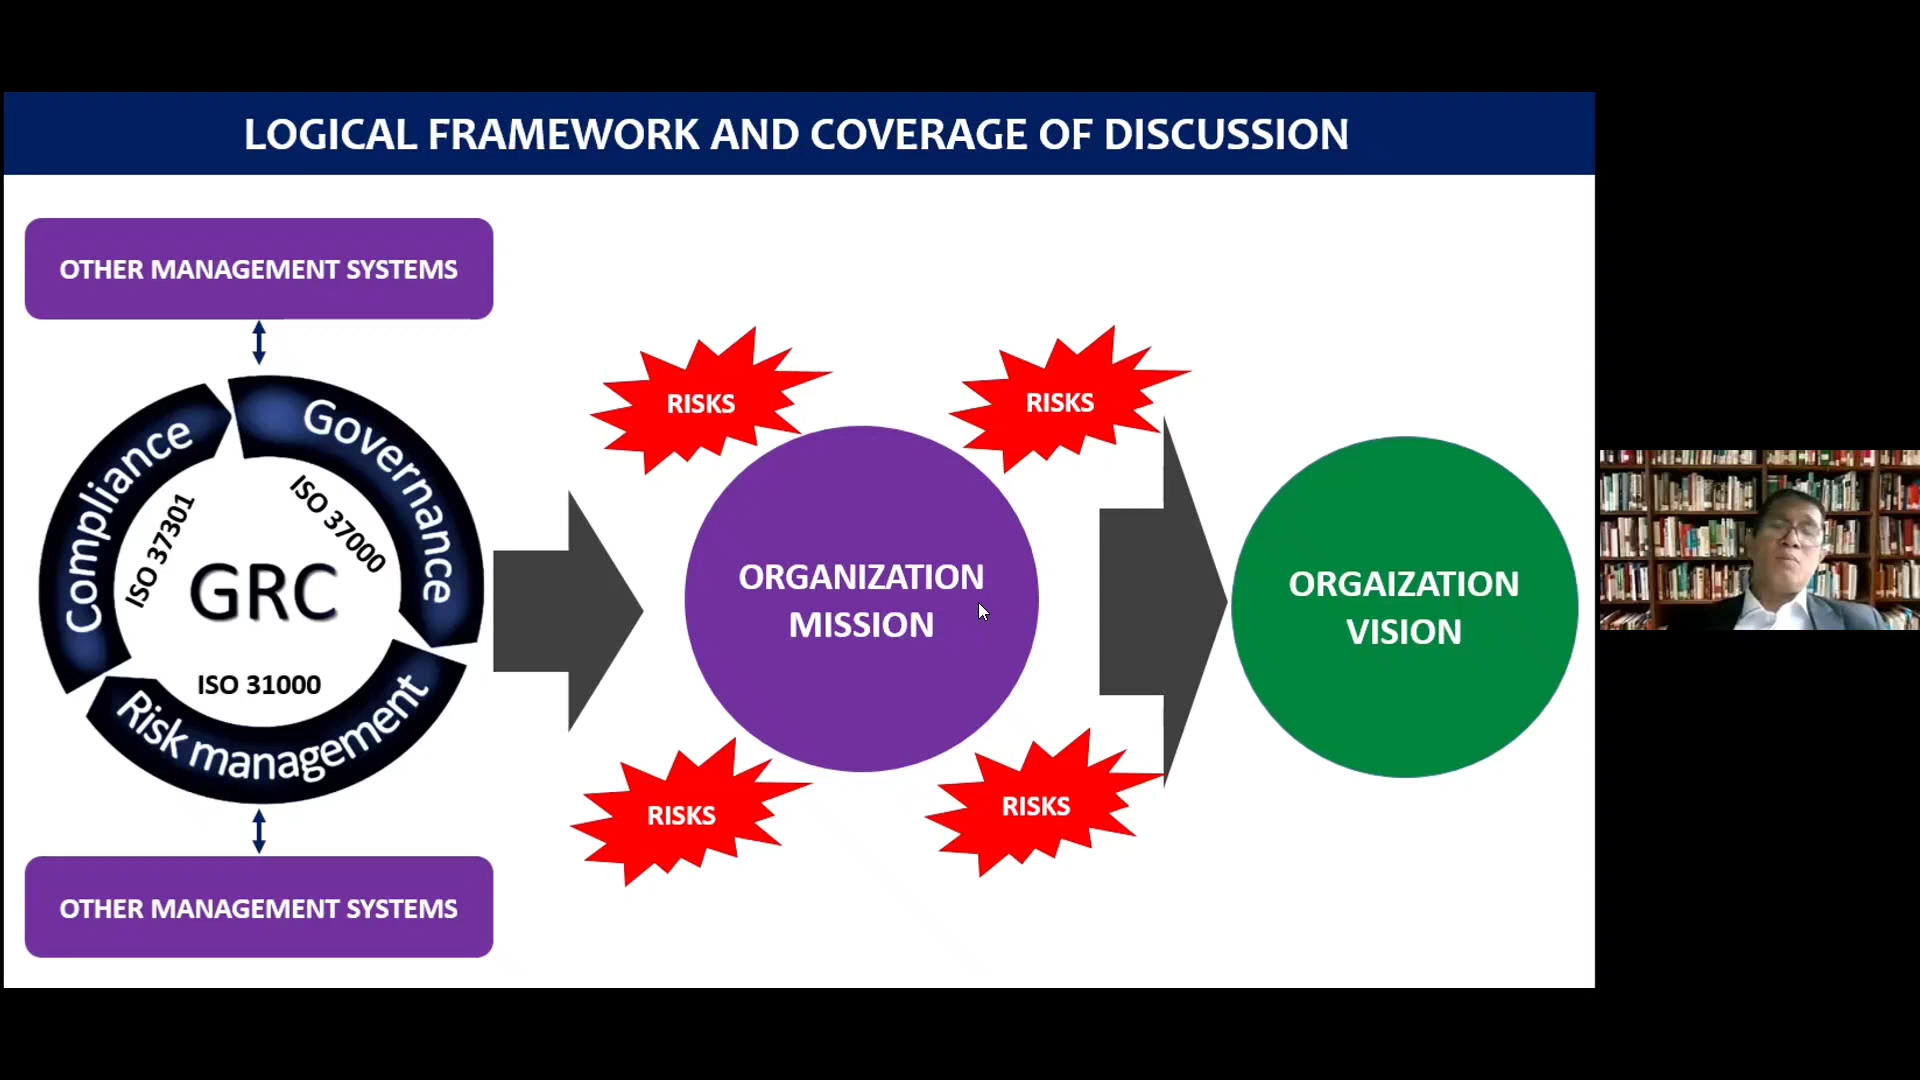 LOGICAL FRAMEWORK AND COVERAGE OF DISCUSSION
OTHER MANAGEMENT SYSTEMS
Compliance
Governance
Risk management
ISO 37301
ISO 37000
GRC
ISO 31000
OTHER MANAGEMENT SYSTEMS
RISKS
RISKS
ORGANIZATION
MISSION
RISKS
RISKS
ORGAIZATION
VISION